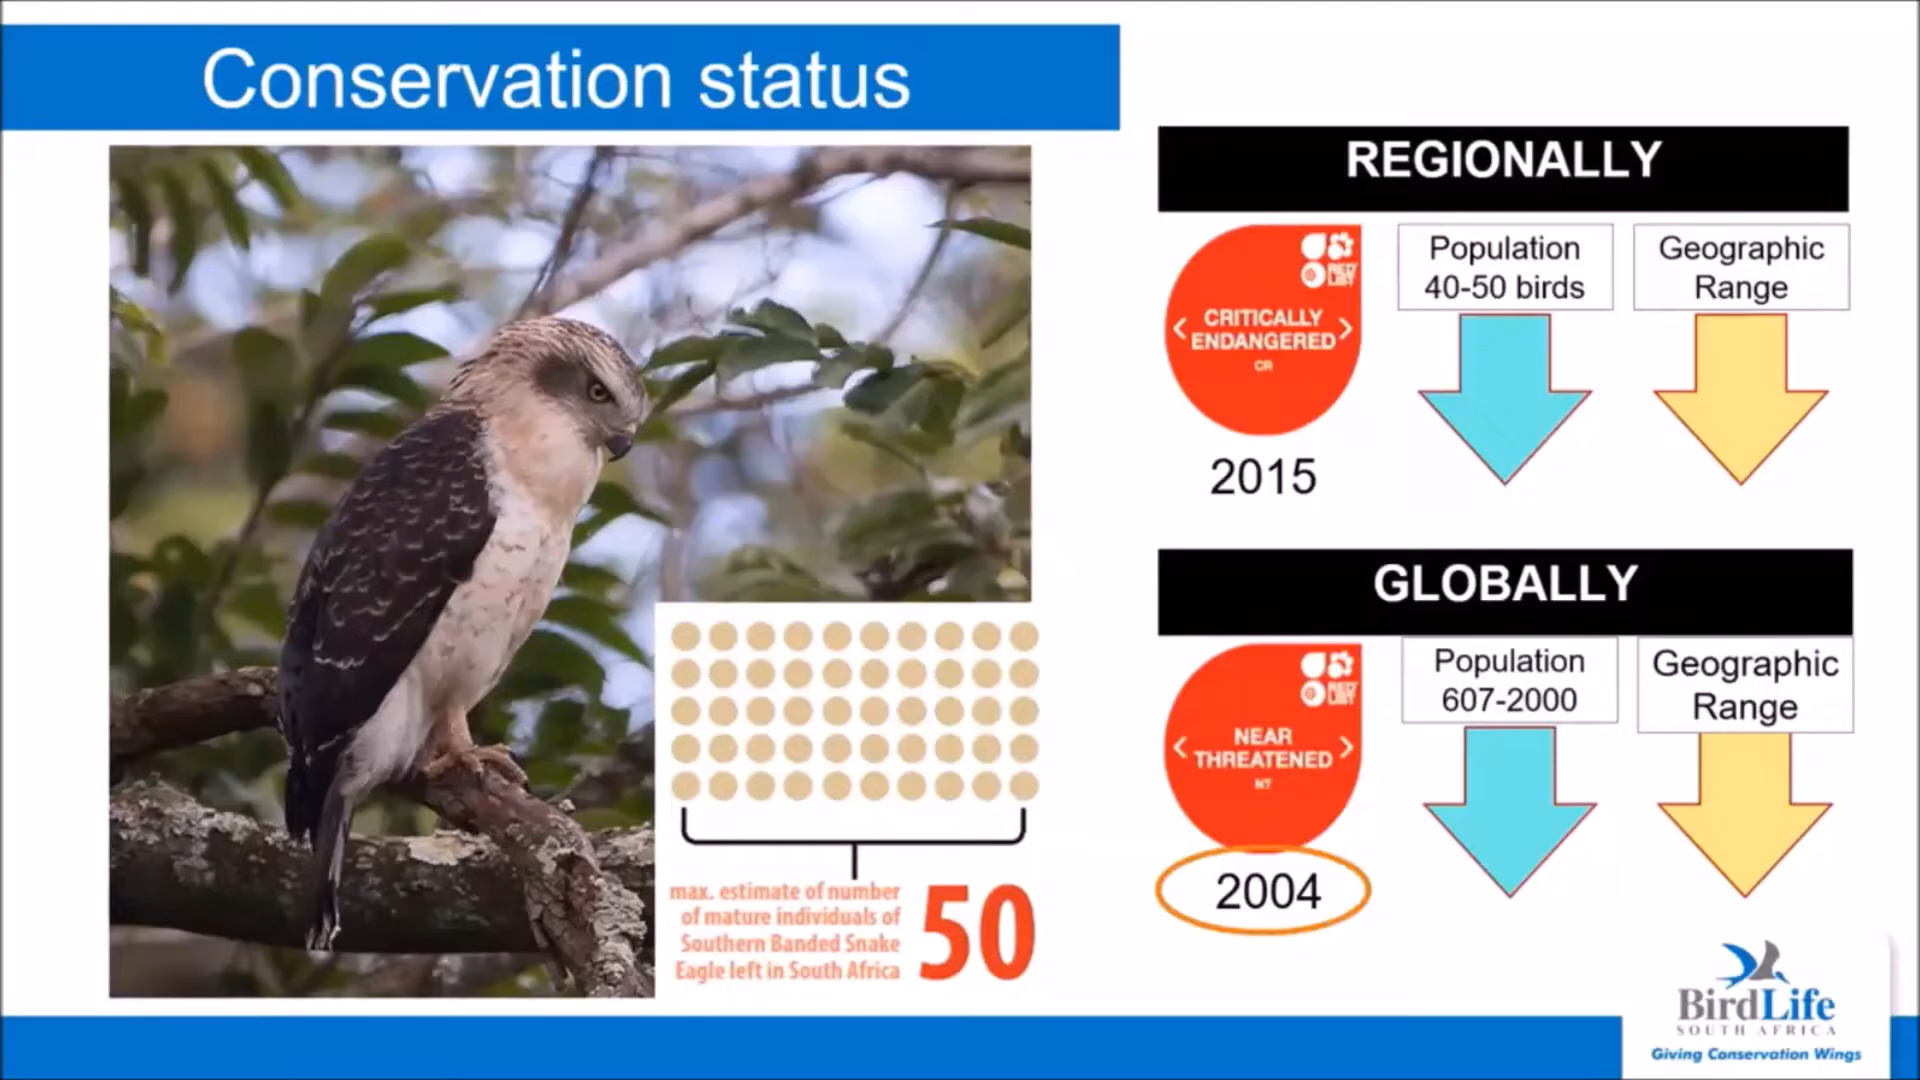 Conservation status
REGIONALLY
RED
LIST
< CRITICALLY
ENDANGERED >
CR
2015
Population
40-50 birds
Geographic
Range
GLOBALLY
RED
LIST
< NEAR
THREATENED >
NT
2004
Population
607-2000
Geographic
Range
max. estimate of number
of mature individuals of
Southern Banded Snake
Eagle left in South Africa
50
BirdLife
SOUTH AFRICA
Giving Conservation Wings